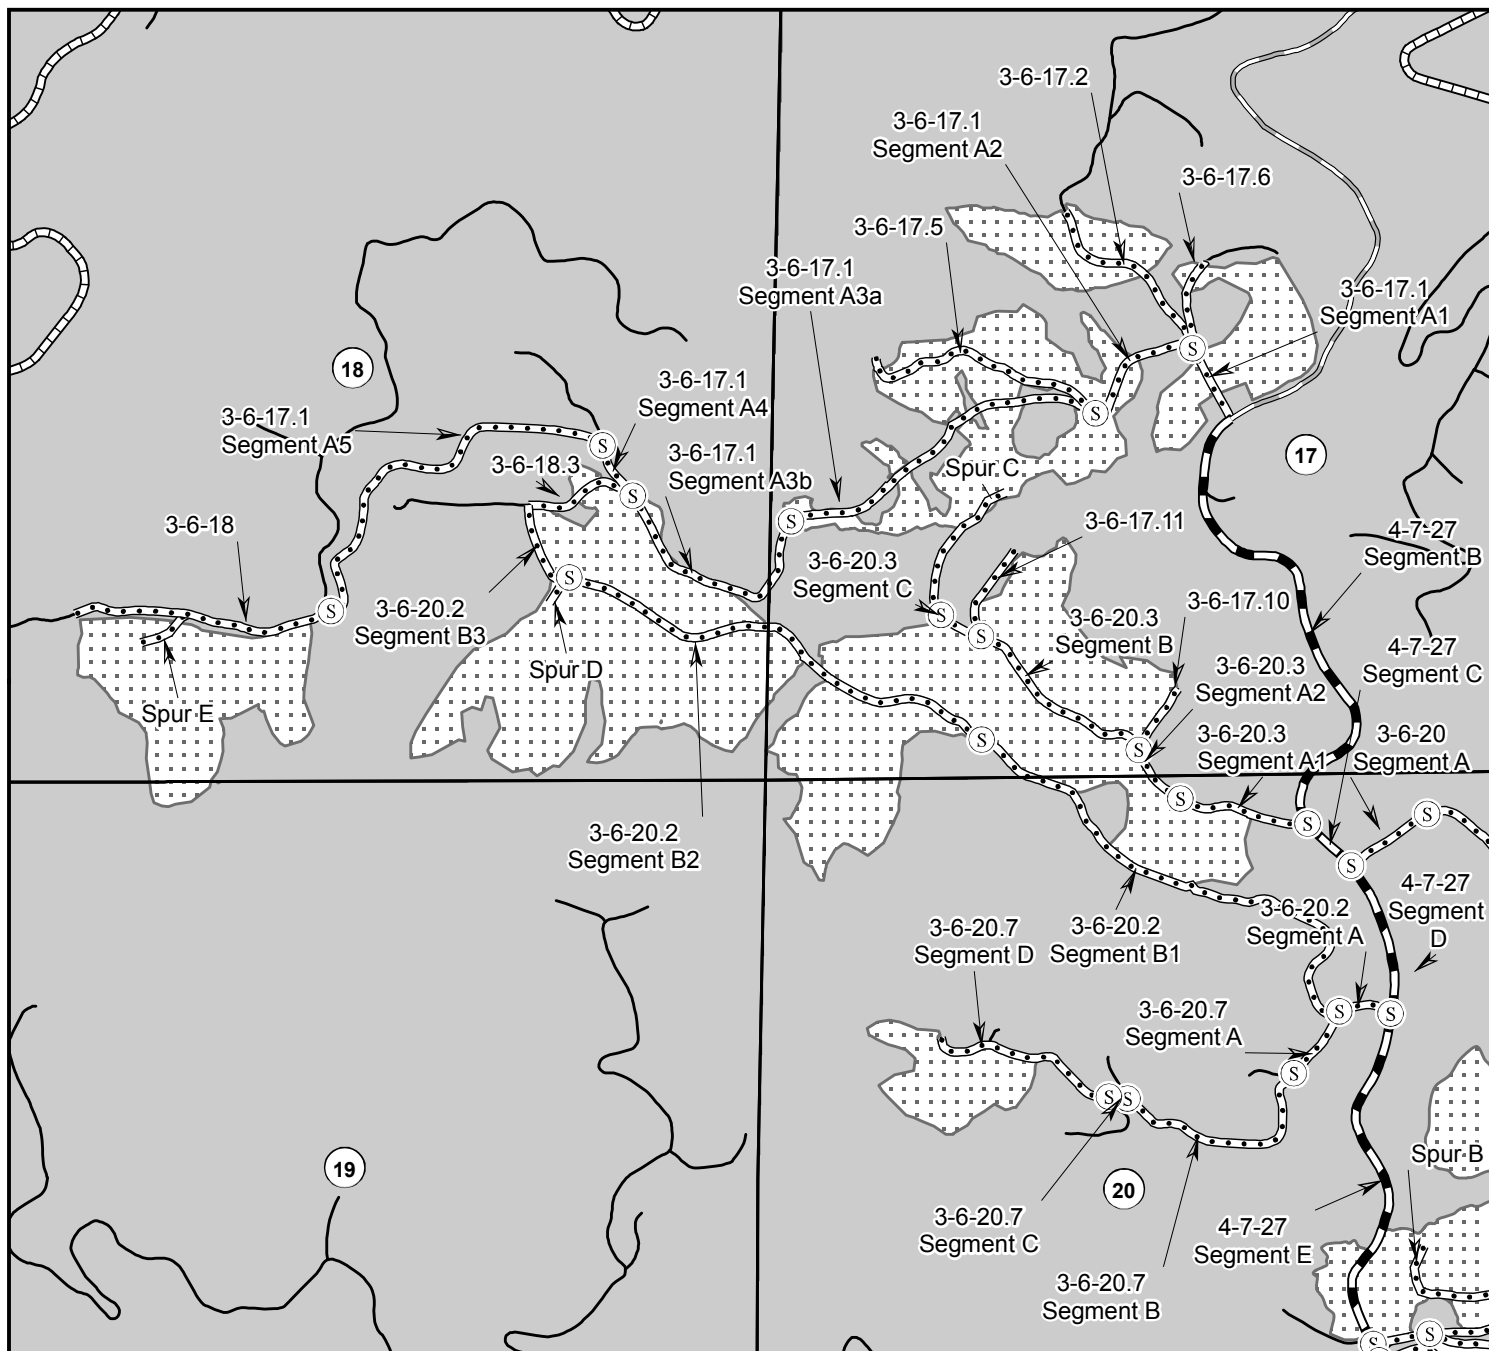 3-6-17.2
3-6-17.1
Segment A2
3-6-17.6
3-6-17.5
3-6-17.1
Segment A3a
3-6-17.1
Segment A1
S
18
3-6-17.1
Segment A4
S
3-6-17.1
Segment A5
S
3-6-17.1
Segment A3b
17
3-6-18.3
Spur C
S
3-6-18
S
3-6-17.11
4-7-27
Segment B
3-6-20.3
Segment C
S
3-6-20.2
Segment B3
S
S
S
3-6-17.10
3-6-20.3
Segment B
4-7-27
Segment C
Spur D
3-6-20.3
Segment A2
Spur E
S
S
3-6-20.3
Segment A1
3-6-20
Segment A
S
S
S
3-6-20.2
Segment B2
S
4-7-27
Segment
D
3-6-20.2
Segment A
3-6-20.7
Segment D
3-6-20.2
Segment B1
3-6-20.7
Segment A
S
S
S
S
S
19
20
Spur B
3-6-20.7
Segment C
4-7-27
Segment E
3-6-20.7
Segment B
S
S
S